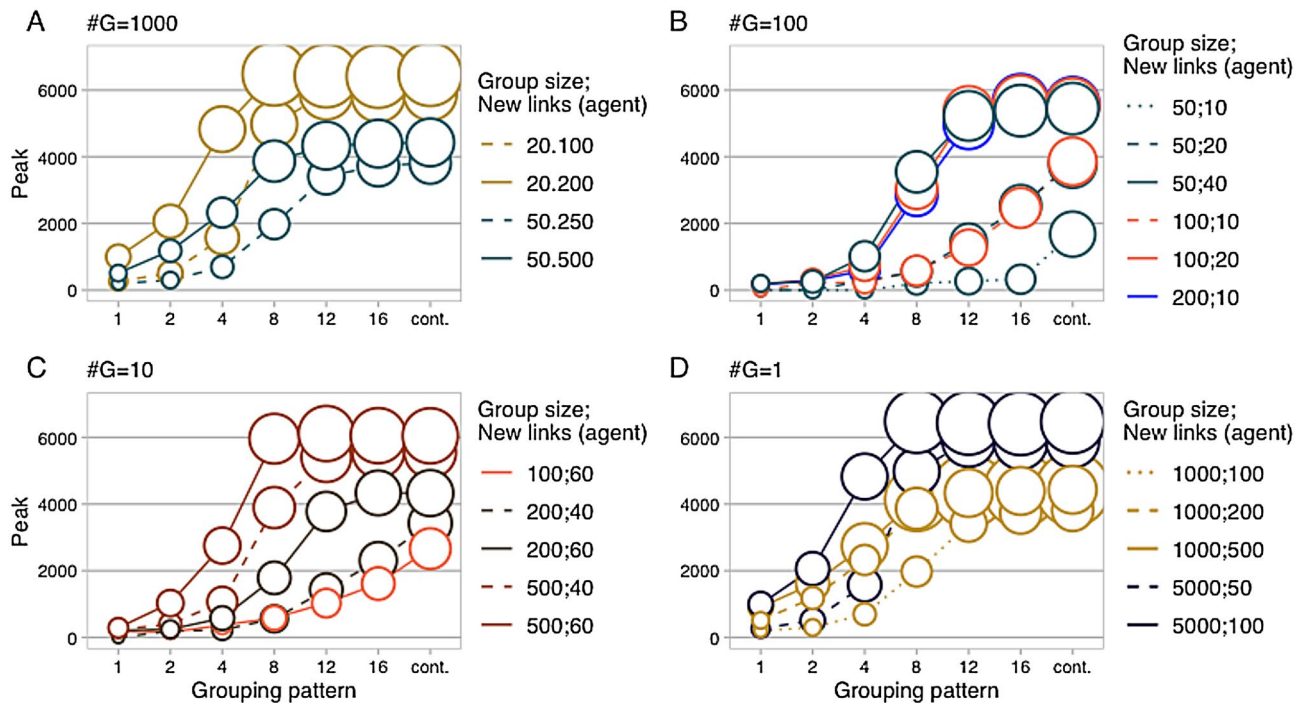 A
#G=1000
Peak
6000
4000
2000
0
1 2 4 8 12 16 cont.
Group size;
New links (agent)
20.100
20.200
50.250
50.500
B
#G=100
6000
4000
2000
0
1 2 4 8 12 16 cont.
Group size;
New links (agent)
50;10
50;20
50;40
100;10
100;20
200;10
C
#G=10
Peak
6000
4000
2000
0
1 2 4 8 12 16 cont.
Grouping pattern
Group size;
New links (agent)
100;60
200;40
200;60
500;40
500;60
D
#G=1
6000
4000
2000
0
1 2 4 8 12 16 cont.
Grouping pattern
Group size;
New links (agent)
1000;100
1000;200
1000;500
5000;50
5000;100